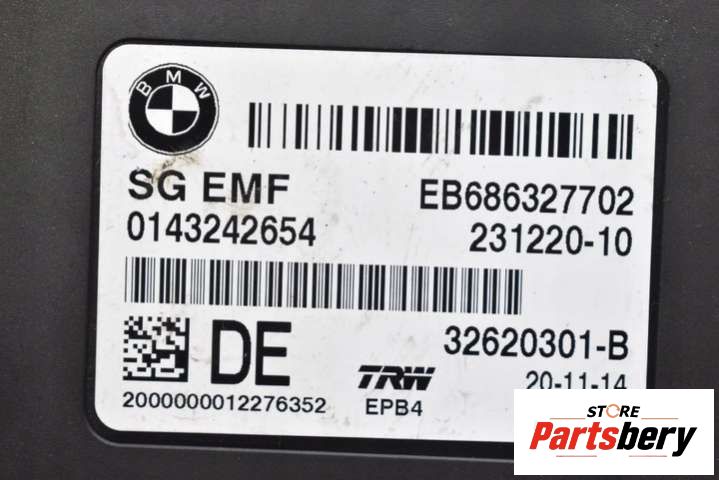 BMW
SG EMF EB686327702
0143242654 231220-10
DE 32620301-B
TRW 20-11-14
2000000012276352 EPB4
STORE
Partsbery